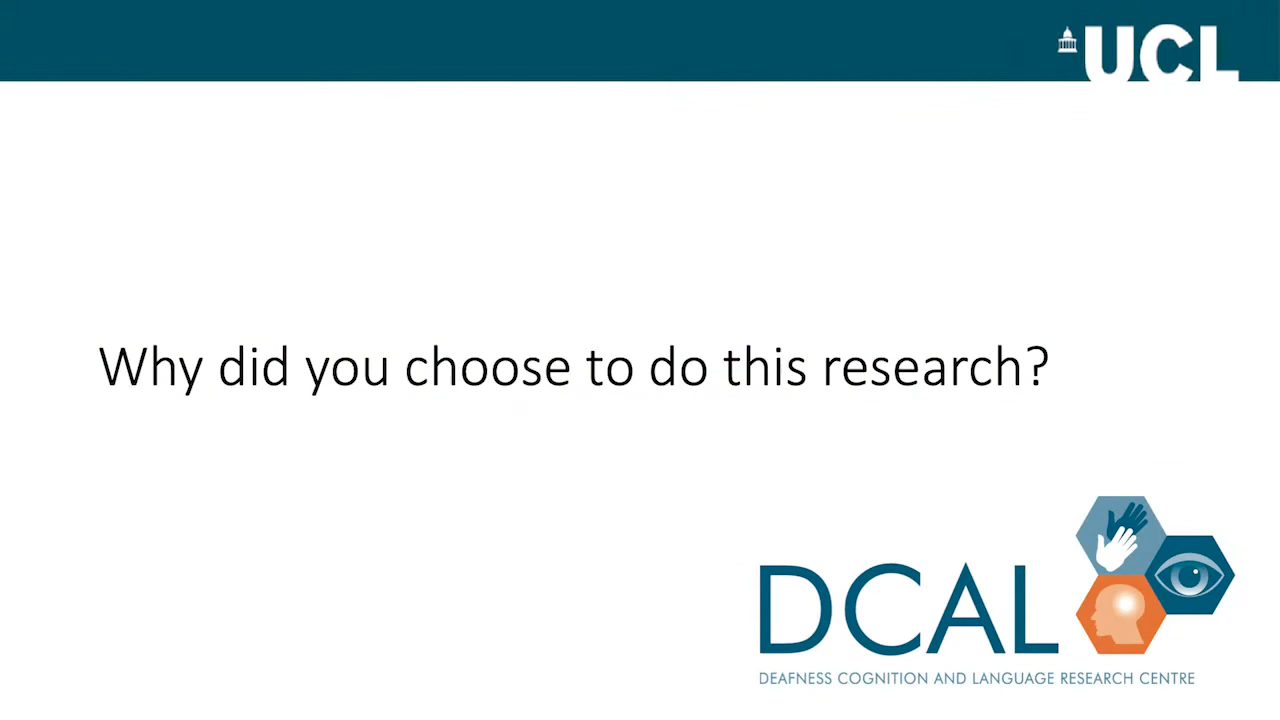 UCL
Why did you choose to do this research?
DCAL
DEAFNESS COGNITION AND LANGUAGE RESEARCH CENTRE